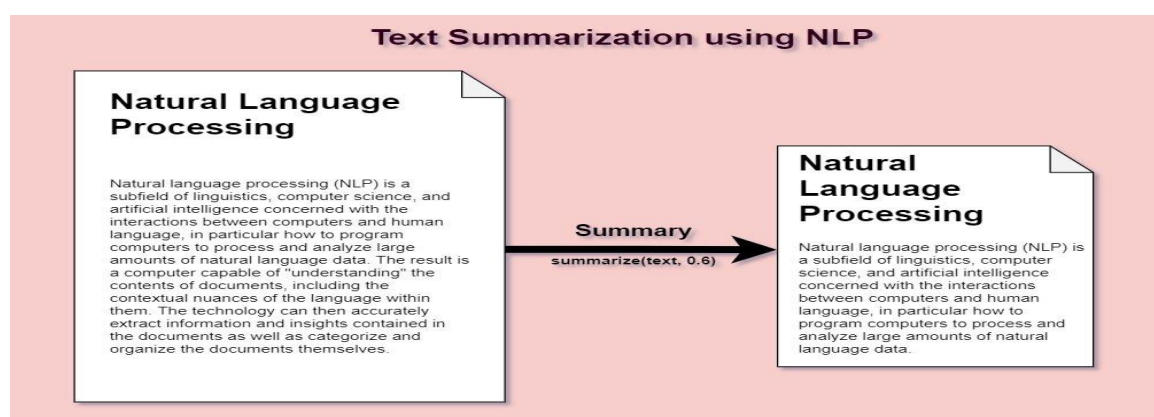 Text Summarization using NLP
Natural Language
Processing
Natural language processing (NLP) is a
subfield of linguistics, computer science, and
artificial intelligence concerned with the
interactions between computers and human
language, in particular how to program
computers to process and analyze large
amounts of natural language data. The result is
a computer capable of "understanding" the
contents of documents, including the
contextual nuances of the language within
them. The technology can then accurately
extract information and insights contained in
the documents as well as categorize and
organize the documents themselves.
Summary
summarize(text, 0.6)
Natural
Language
Processing
Natural language processing (NLP) is
a subfield of linguistics, computer
science, and artificial intelligence
concerned with the interactions
between computers and human
language, in particular how to
program computers to process and
analyze large amounts of natural
language data.